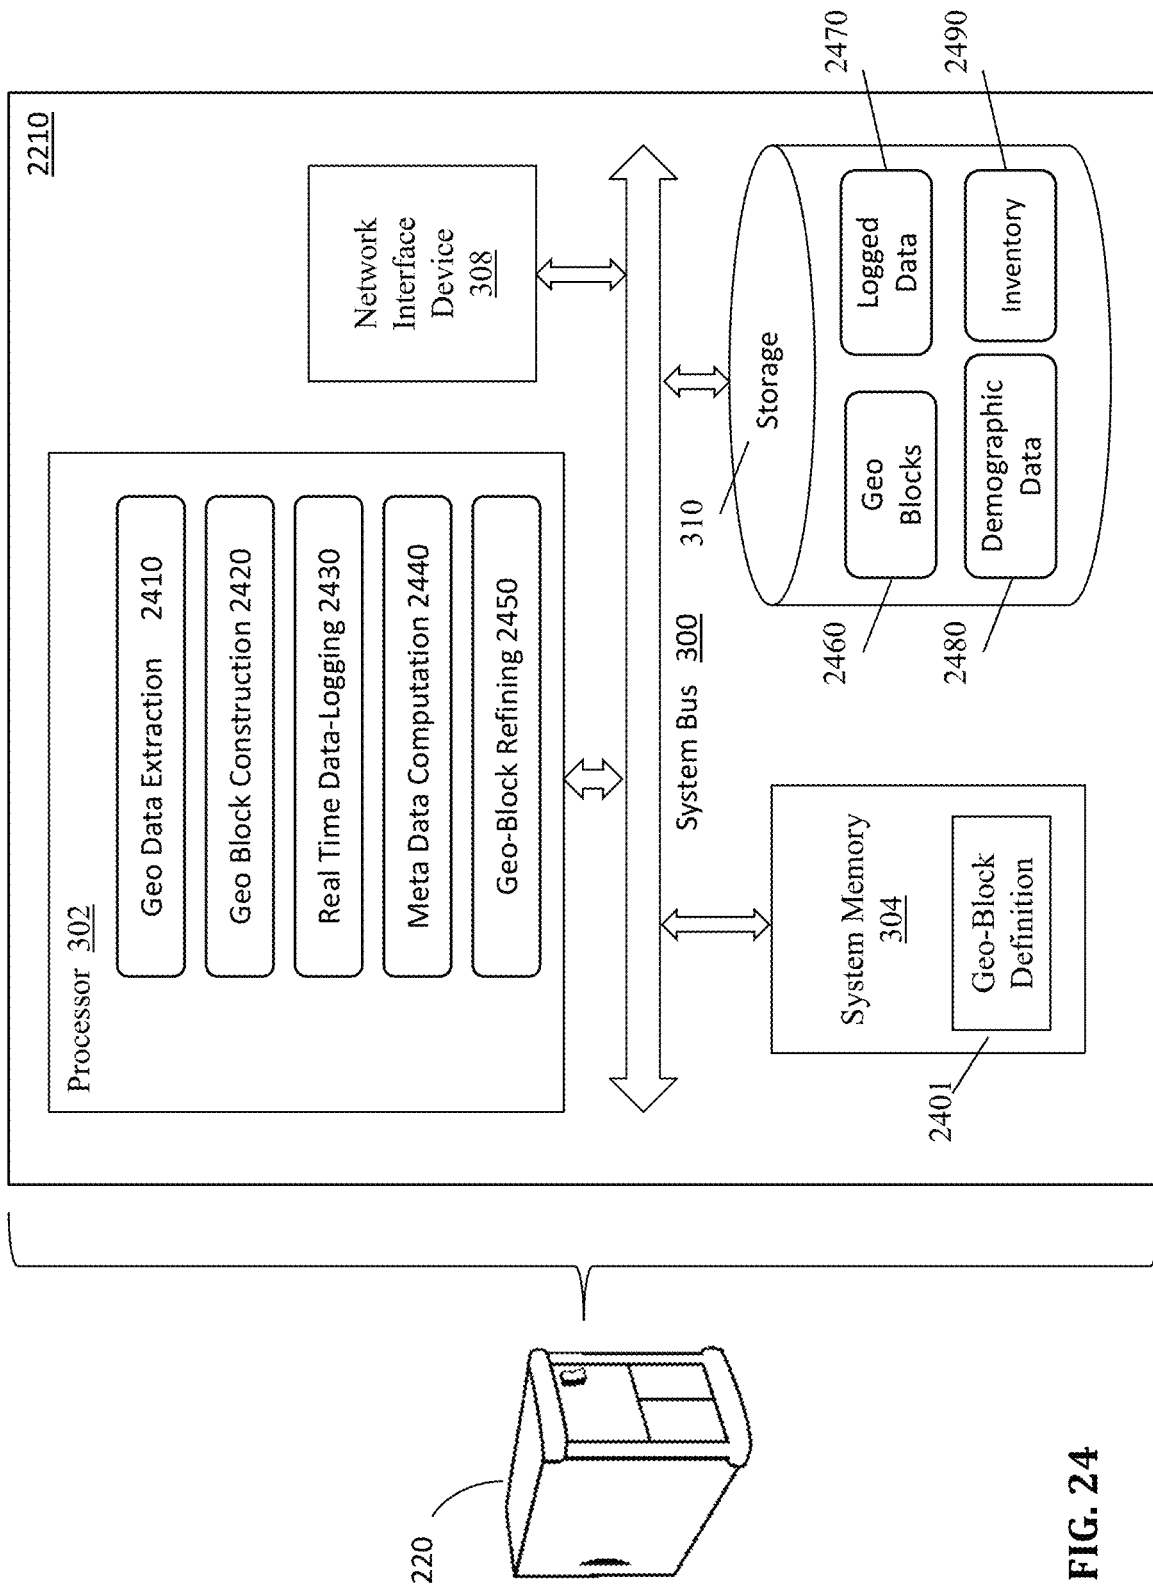 2210
Processor 302
Geo Data Extraction 2410
Geo Block Construction 2420
Real Time Data-Logging 2430
Meta Data Computation 2440
Geo-Block Refining 2450
Network
Interface
Device
308
System Bus 300
System Memory
304
Geo-Block
Definition
2401
310
Storage
Geo
Blocks
Logged
Data
Demographic
Data
Inventory
2460
2480
2470
2490
220
FIG. 24